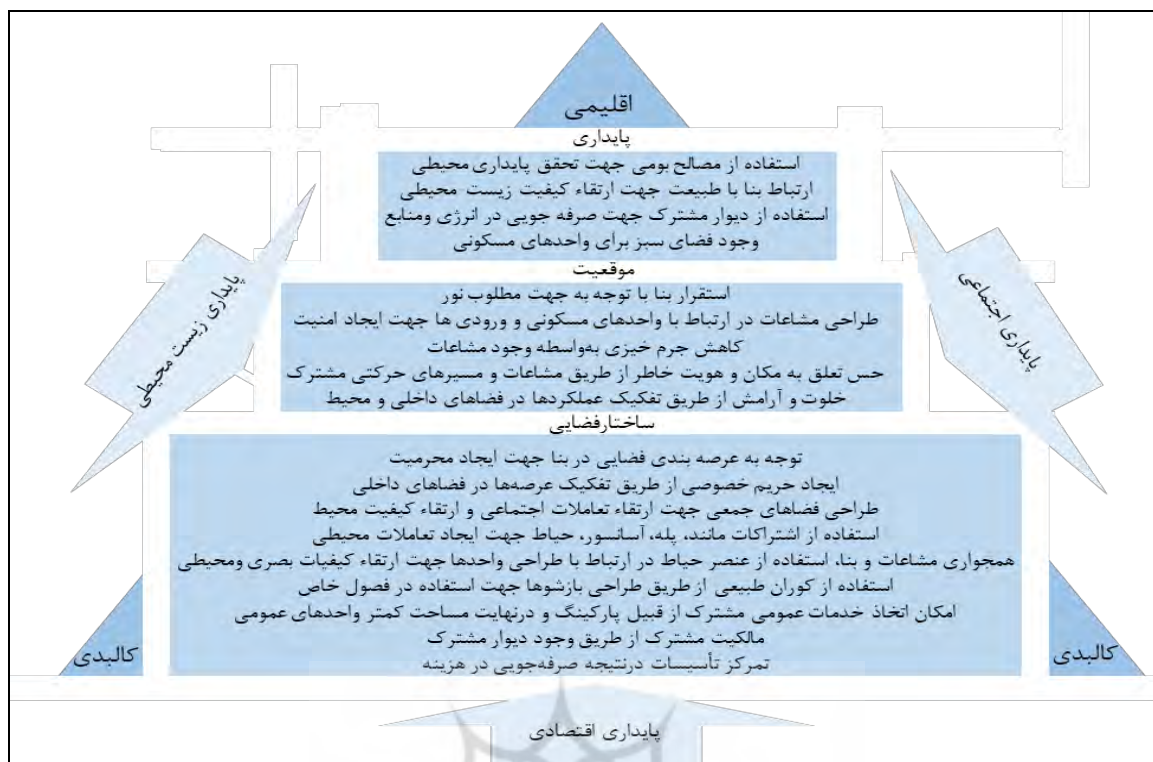 اقلیمی
پایداری
استفاده از مصالح بومی جهت تحقق پایداری محیطی
ارتباط بنا با طبیعت جهت ارتقاء کیفیت زیست محیطی
استفاده از دیوار مشترک جهت صرفه جویی در انرژی ومنابع
وجود فضای سبز برای واحدهای مسکونی
موقعیت
استقرار بنا با توجه به جهت مطلوب نور
طراحی مشاعات در ارتباط با واحدهای مسکونی و ورودی ها جهت ایجاد امنیت
کاهش جرم خیزی به‌واسطه وجود مشاعات
حس تعلق به مکان و هویت خاطر از طریق مشاعات و مسیرهای حرکتی مشترک
خلوت و آرامش از طریق تفکیک عملکردها در فضاهای داخلی و محیط
پایداری اجتماعی
پایداری زیست محیطی
ساختارفضایی
توجه به عرصه بندی فضایی در بنا جهت ایجاد محرمیت
ایجاد حریم خصوصی از طریق تفکیک عرصه‌ها در فضاهای داخلی
طراحی فضاهای جمعی جهت ارتقاء تعاملات اجتماعی و ارتقاء کیفیت محیط
استفاده از اشتراکات مانند، پله، آسانسور، حیاط جهت ایجاد تعاملات محیطی
همجواری مشاعات و بنا، استفاده از عنصر حیاط در ارتباط با طراحی واحدها جهت ارتقاء کیفیات بصری ومحیطی
استفاده از کوران طبیعی از طریق طراحی بازشوها جهت استفاده در فصول خاص
امکان اتخاذ خدمات عمومی مشترک از قبیل پارکینگ و درنهایت مساحت کمتر واحدهای عمومی
مالکیت مشترک از طریق وجود دیوار مشترک
تمرکز تأسیسات درنتیجه صرفه‌جویی در هزینه
کالبدی
کالبدی
پایداری اقتصادی